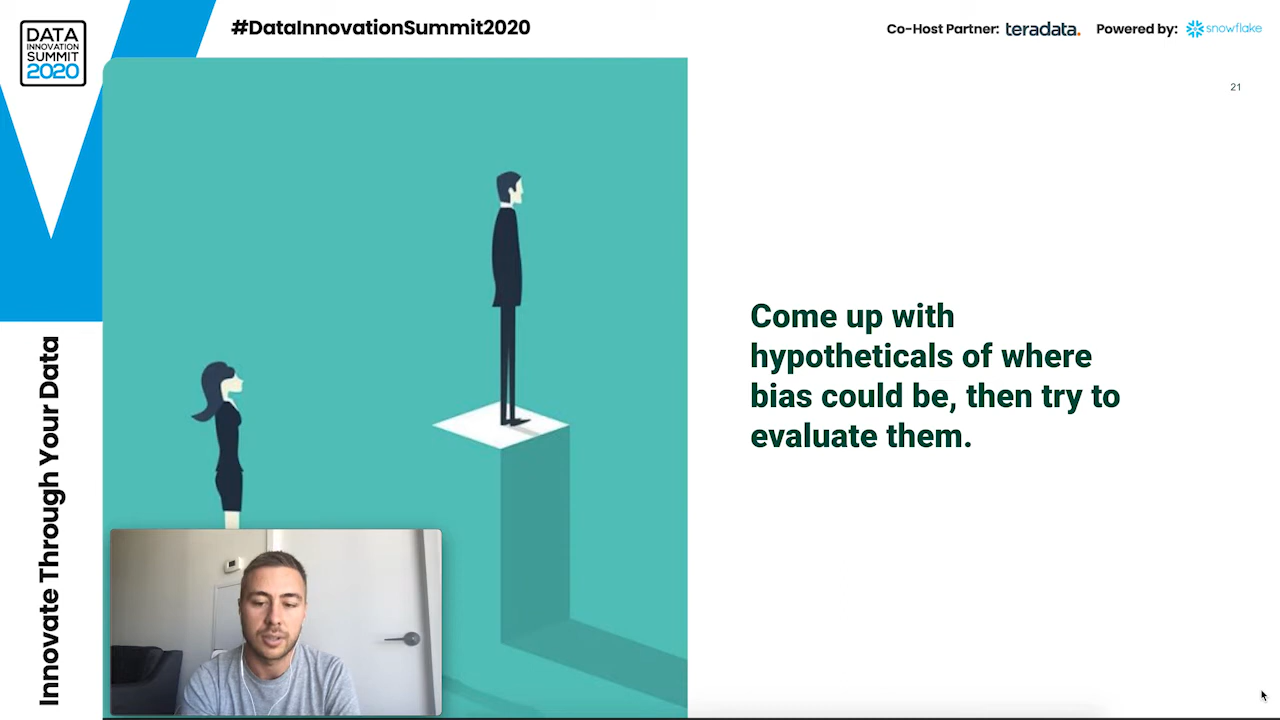 DATA
INNOVATION
SUMMIT
2020
#DataInnovationSummit2020
Co-Host Partner: teradata. Powered by: snowflake
21
Innovate Through Your Data
Come up with
hypotheticals of where
bias could be, then try to
evaluate them.